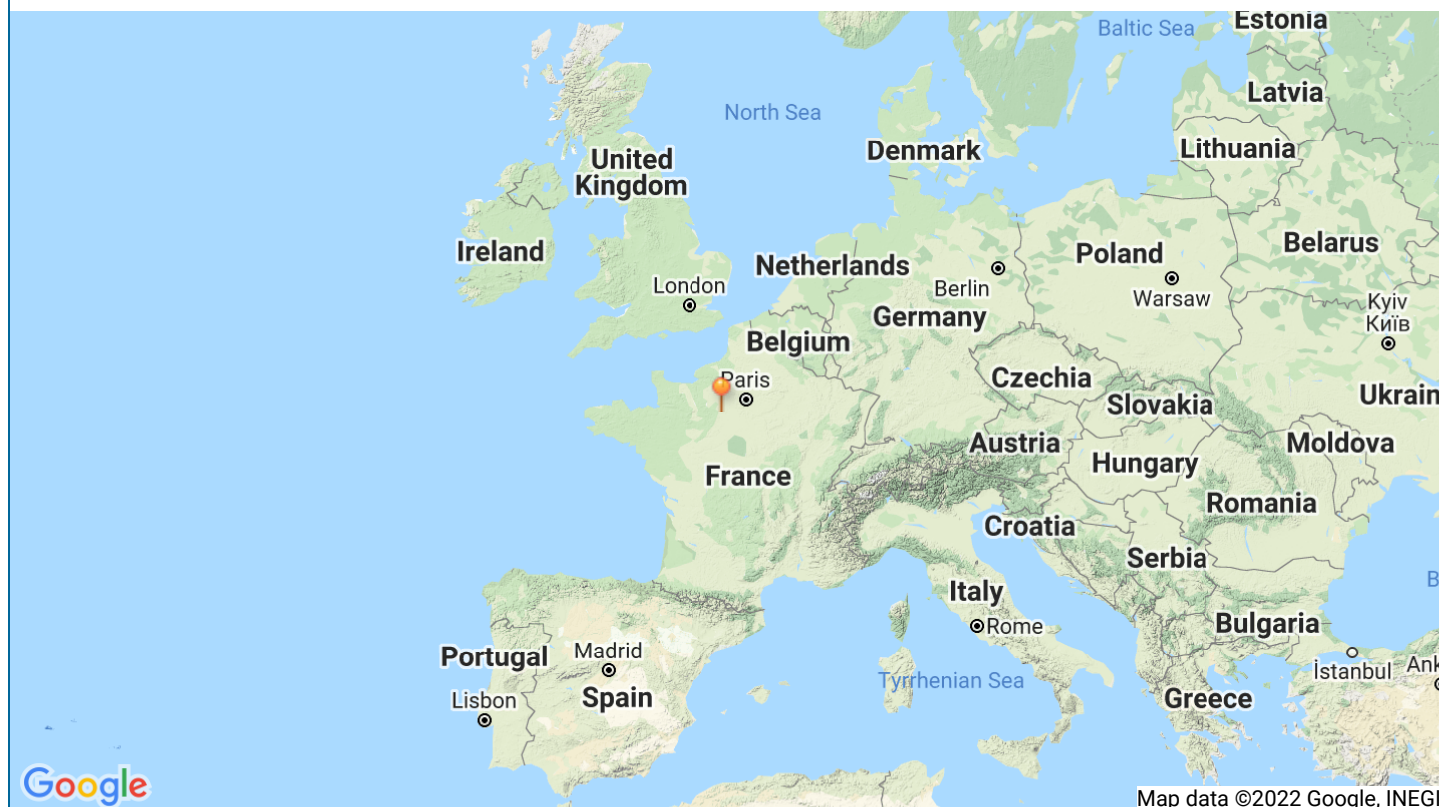 Estonia
Baltic Sea
Latvia
North Sea
Denmark
Lithuania
United
Kingdom
Ireland
Belarus
Poland
Netherlands
London
Berlin
Warsaw
Kyiv
Київ
Germany
Belgium
Paris
Czechia
Ukrain
Slovakia
Austria
Moldova
Hungary
France
Romania
Croatia
Serbia
B
Italy
Rome
Bulgaria
Portugal
Madrid
İstanbul
Ank
Tyrrhenian Sea
Spain
Lisbon
Greece
Google
Map data ©2022 Google, INEGI